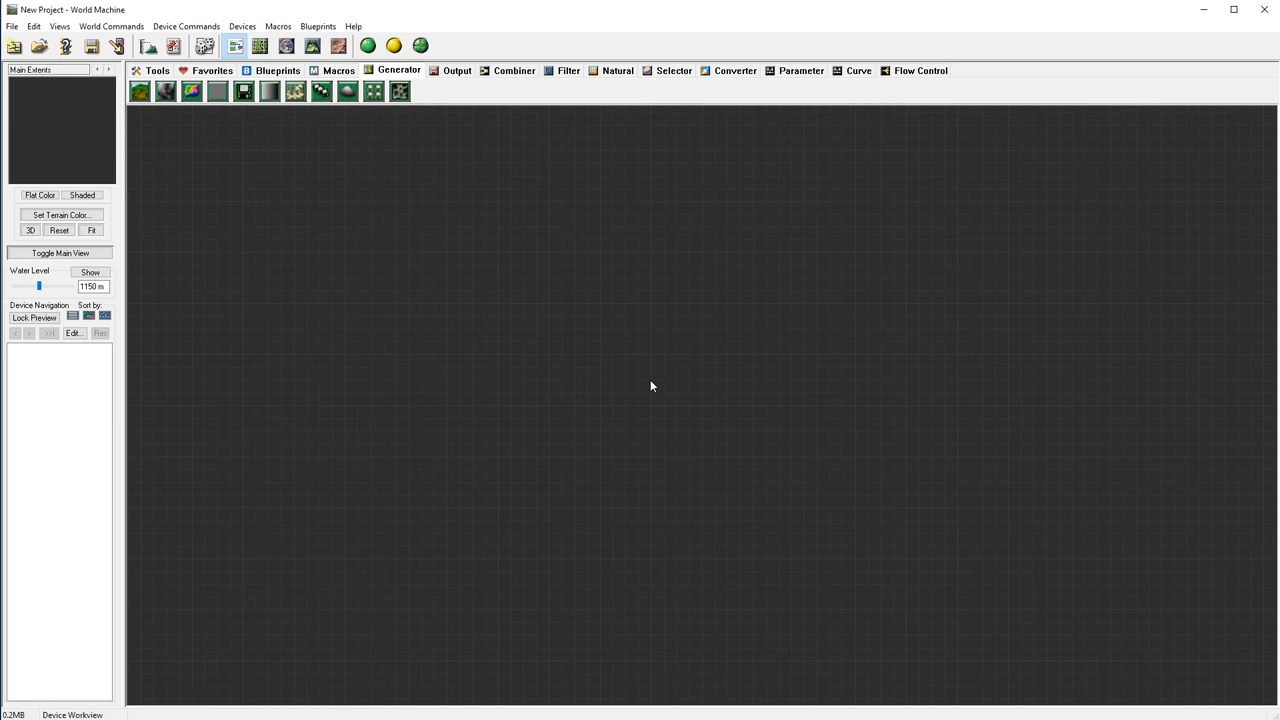 New Project - World Machine
File Edit Views World Commands Device Commands Devices Macros Blueprints Help
Main Extents
Tools Favorites Blueprints Macros Generator Output Combiner Filter Natural Selector Converter Parameter Curve Flow Control
Flat Color Shaded
Set Terrain Color...
3D Reset Fit
Toggle Main View
Water Level Show
1150 m
Device Navigation Sort by:
Lock Preview
< > >>| Edit... Res
0.2MB Device Workview